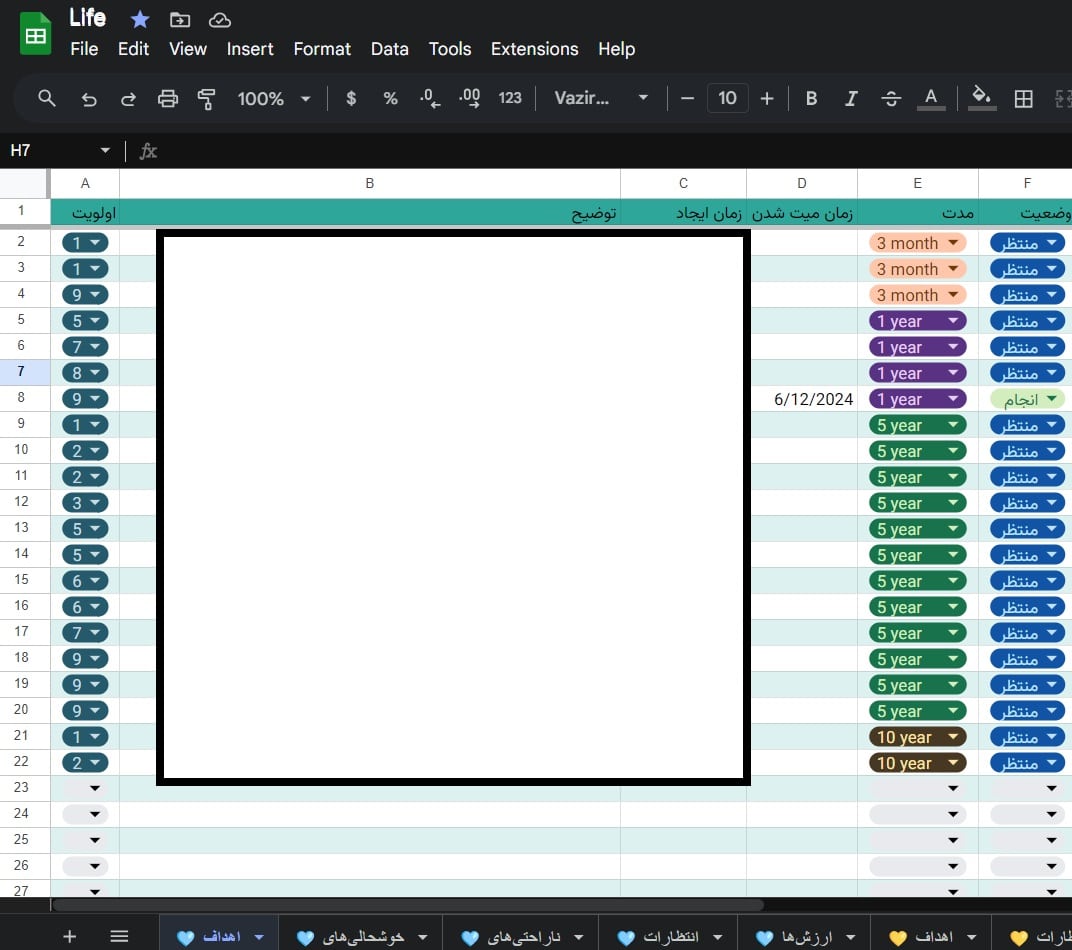 Life
File Edit View Insert Format Data Tools Extensions Help
100% $ % .0 .00 123 Vazir... − 10 + B I A
H7 fx
A B C D E F
1 اولویت توضیح زمان ایجاد زمان میت شدن مدت وضعیت
2 1 3 month منتظر
3 1 3 month منتظر
4 9 3 month منتظر
5 5 1 year منتظر
6 7 1 year منتظر
7 8 1 year منتظر
8 9 6/12/2024 1 year انجام
9 1 5 year منتظر
10 2 5 year منتظر
11 2 5 year منتظر
12 3 5 year منتظر
13 5 5 year منتظر
14 5 5 year منتظر
15 6 5 year منتظر
16 6 5 year منتظر
17 7 5 year منتظر
18 9 5 year منتظر
19 9 5 year منتظر
20 9 5 year منتظر
21 1 10 year منتظر
22 2 10 year منتظر
23
24
25
26
27
+ اهداف خوشحالی‌های ناراحتی‌های انتظارات ارزش‌ها اهداف